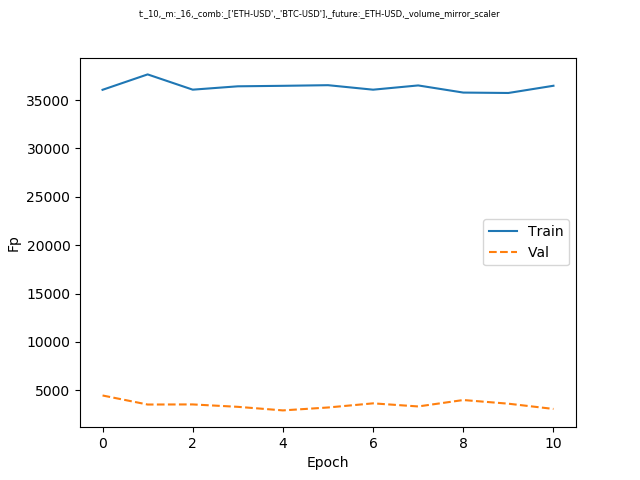 t:_10,_m:_16,_comb:_['ETH-USD',_'BTC-USD'],_future:_ETH-USD,_volume_mirror_scaler
35000
30000
25000
20000
15000
10000
5000
Fp
Train
Val
0 2 4 6 8 10
Epoch